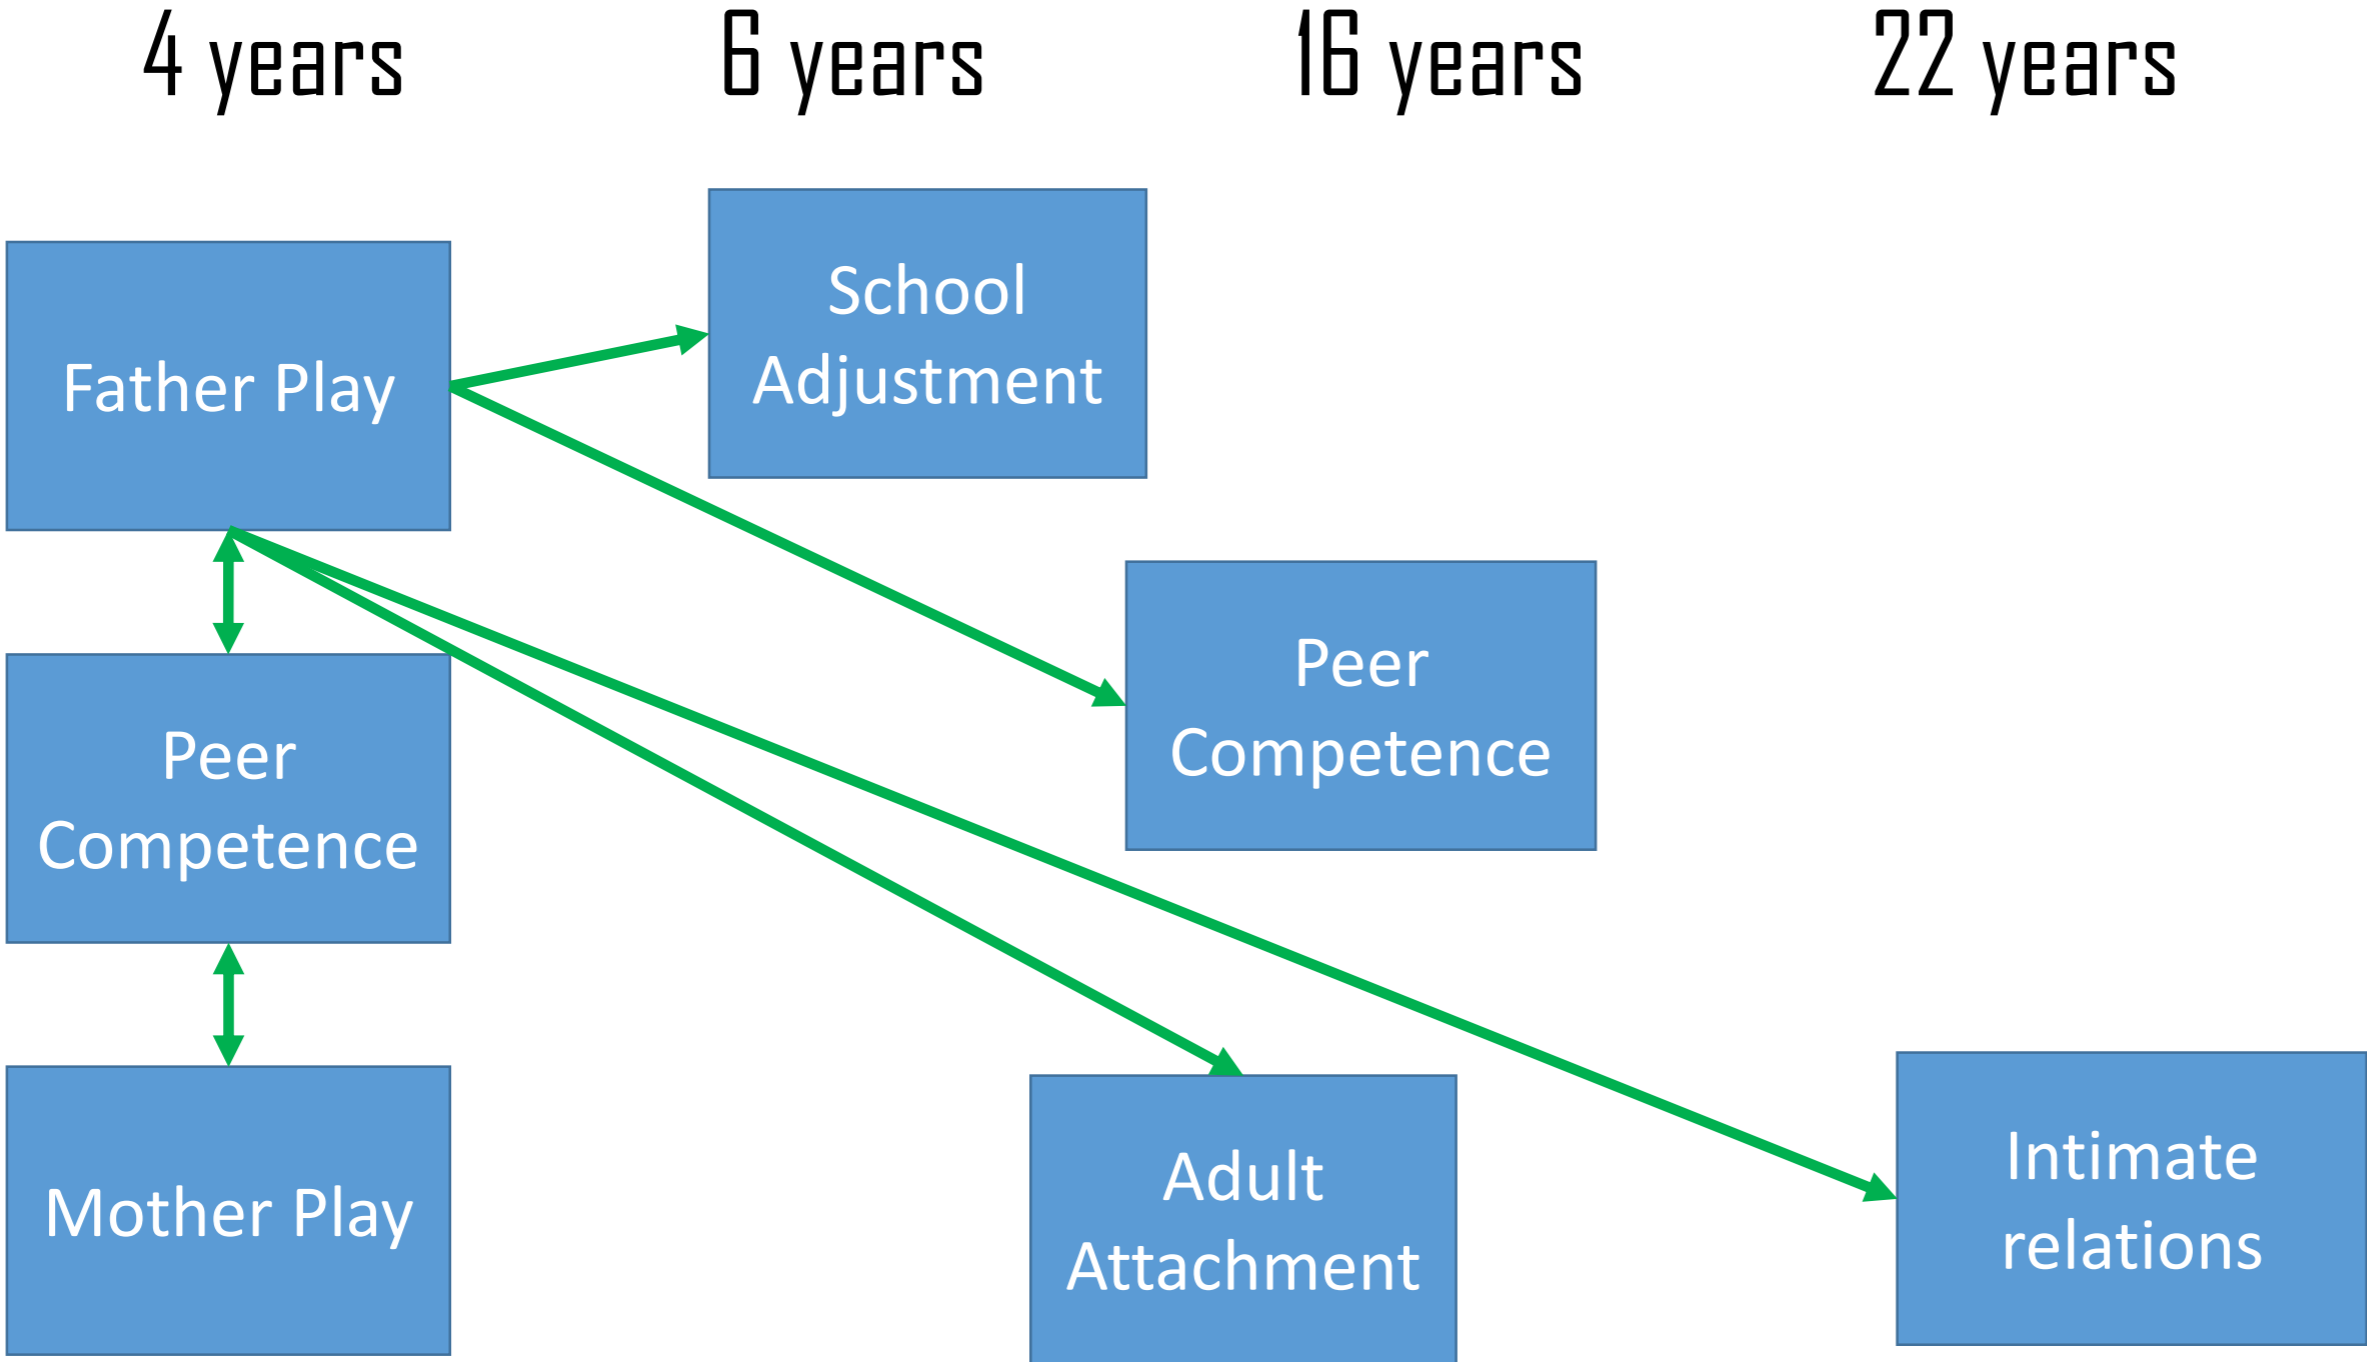 4 years
6 years
16 years
22 years
School
Adjustment
Father Play
Peer
Competence
Peer
Competence
Mother Play
Adult
Attachment
Intimate
relations